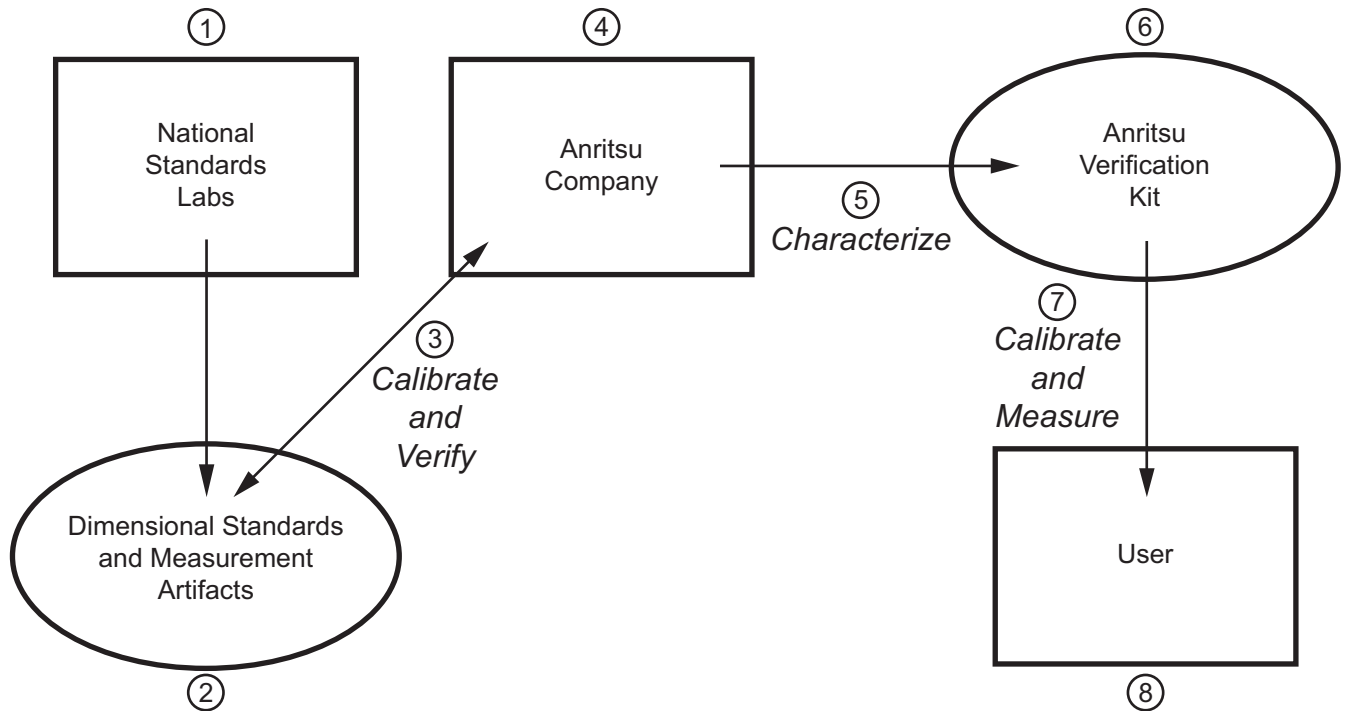 1
National
Standards
Labs
2
Dimensional Standards
and Measurement
Artifacts
3
Calibrate
and
Verify
4
Anritsu
Company
5
Characterize
6
Anritsu
Verification
Kit
7
Calibrate
and
Measure
User
8